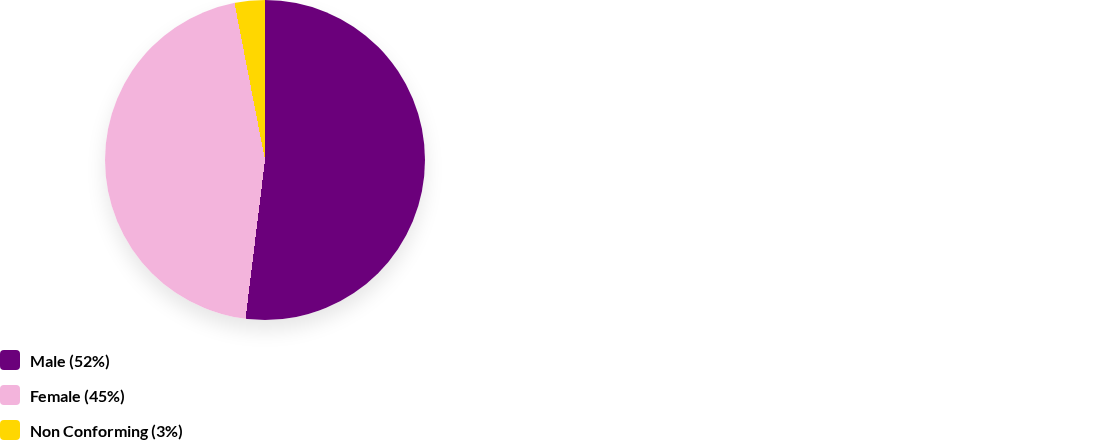 Male (52%)
Female (45%)
Non Conforming (3%)